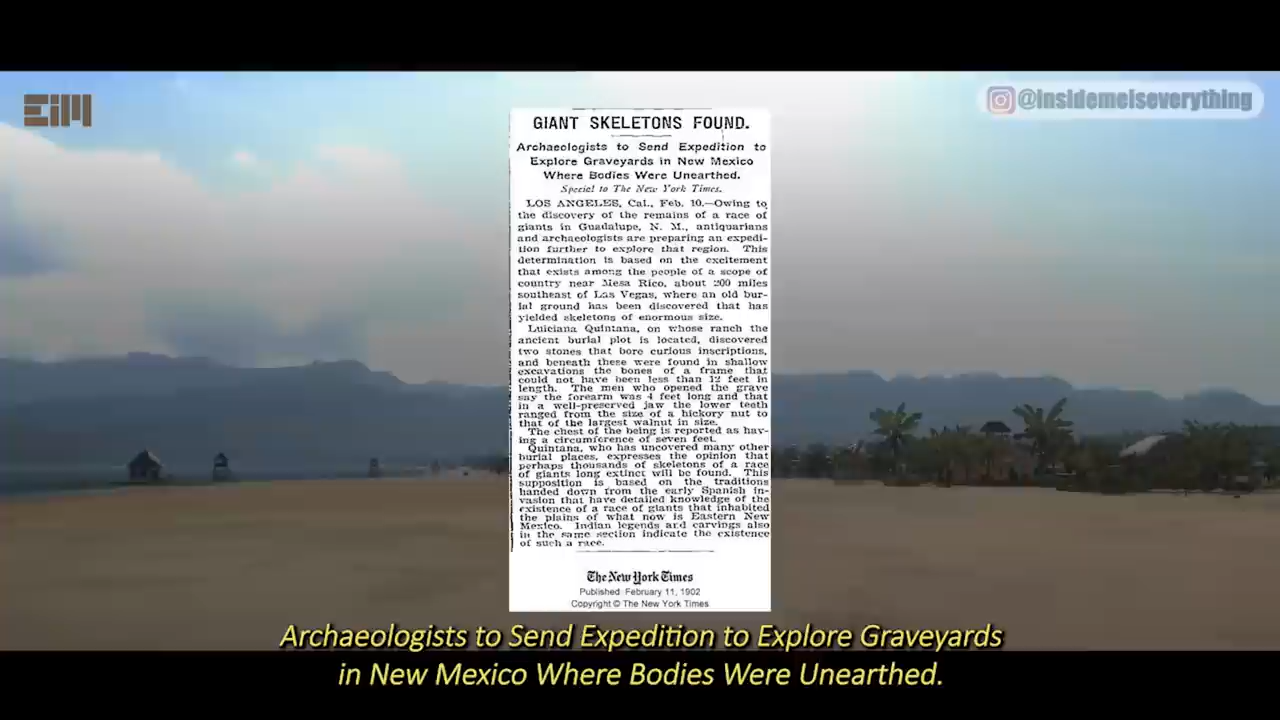 EiM
@insidemeiseverything
GIANT SKELETONS FOUND.
Archaeologists to Send Expedition to
Explore Graveyards in New Mexico
Where Bodies Were Unearthed.
Special to The New York Times.
LOS ANGELES, Cal., Feb. 10.—Owing to
the discovery of the remains of a race of
giants in Guadalupe, N. M., antiquarians
and archaeologists are preparing an expedi-
tion further to explore that region. This
determination is based on the excitement
that exists among the people of a scope of
country near Mesa Rico, about 200 miles
southeast of Las Vegas, where an old bur-
ial ground has been discovered that has
yielded skeletons of enormous size.
Luiciana Quintana, on whose ranch the
ancient burial plot is located, discovered
two stones that bore curious inscriptions,
and beneath these were found in shallow
excavations the bones of a frame that
could not have been less than 12 feet in
length. The men who opened the grave
say the forearm was 4 feet long and that
in a well-preserved jaw the lower teeth
ranged from the size of a hickory nut to
that of the largest walnut in size.
The chest of the being is reported as hav-
ing a circumference of seven feet.
Quintana, who has uncovered many other
burial places, expresses the opinion that
perhaps thousands of skeletons of a race
of giants long extinct will be found. This
supposition is based on the traditions
handed down from the early Spanish in-
vasion that have detailed knowledge of the
existence of a race of giants that inhabited
the plains of what now is Eastern New
Mexico. Indian legends and carvings also
in the same section indicate the existence
of such a race.
The New York Times
Published: February 11, 1902
Copyright © The New York Times
Archaeologists to Send Expedition to Explore Graveyards
in New Mexico Where Bodies Were Unearthed.